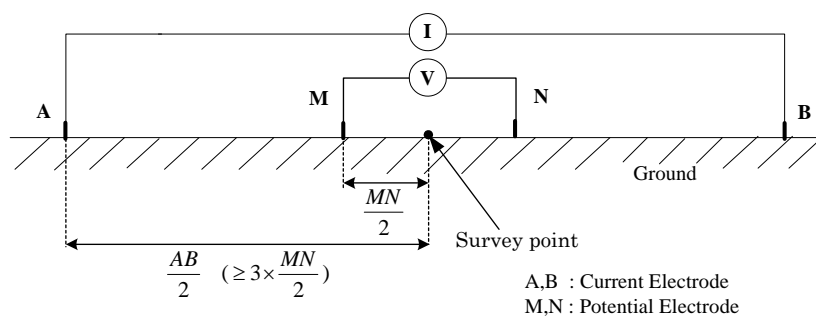 I
V
A
M
N
B
Ground
MN/2
Survey point
AB/2 (≥3×MN/2)
A,B : Current Electrode
M,N : Potential Electrode